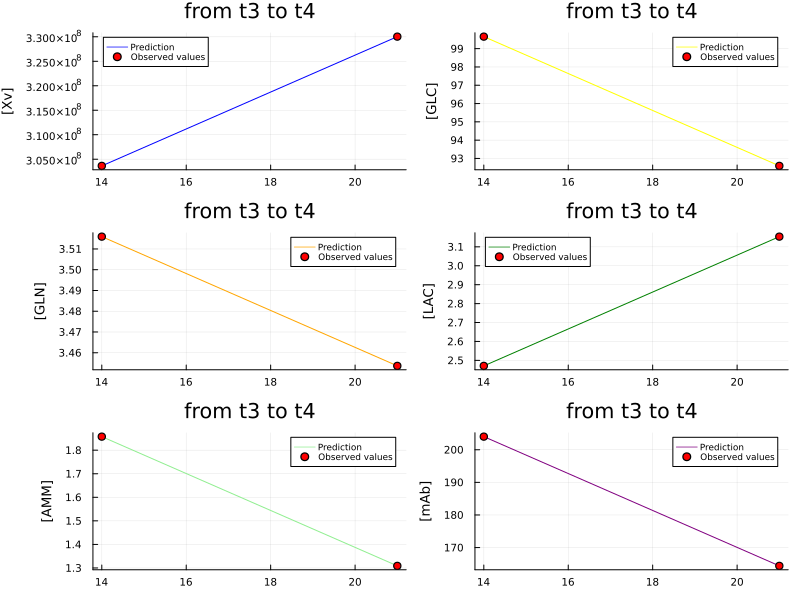 from t3 to t4
[Xv]
3.300×10⁸
3.250×10⁸
3.200×10⁸
3.150×10⁸
3.100×10⁸
3.050×10⁸
Prediction
Observed values
14 16 18 20
from t3 to t4
[GLC]
99
98
97
96
95
94
93
Prediction
Observed values
14 16 18 20
from t3 to t4
[GLN]
3.51
3.50
3.49
3.48
3.47
3.46
Prediction
Observed values
14 16 18 20
from t3 to t4
[LAC]
3.1
3.0
2.9
2.8
2.7
2.6
2.5
Prediction
Observed values
14 16 18 20
from t3 to t4
[AMM]
1.8
1.7
1.6
1.5
1.4
1.3
Prediction
Observed values
14 16 18 20
from t3 to t4
[mAb]
200
190
180
170
Prediction
Observed values
14 16 18 20